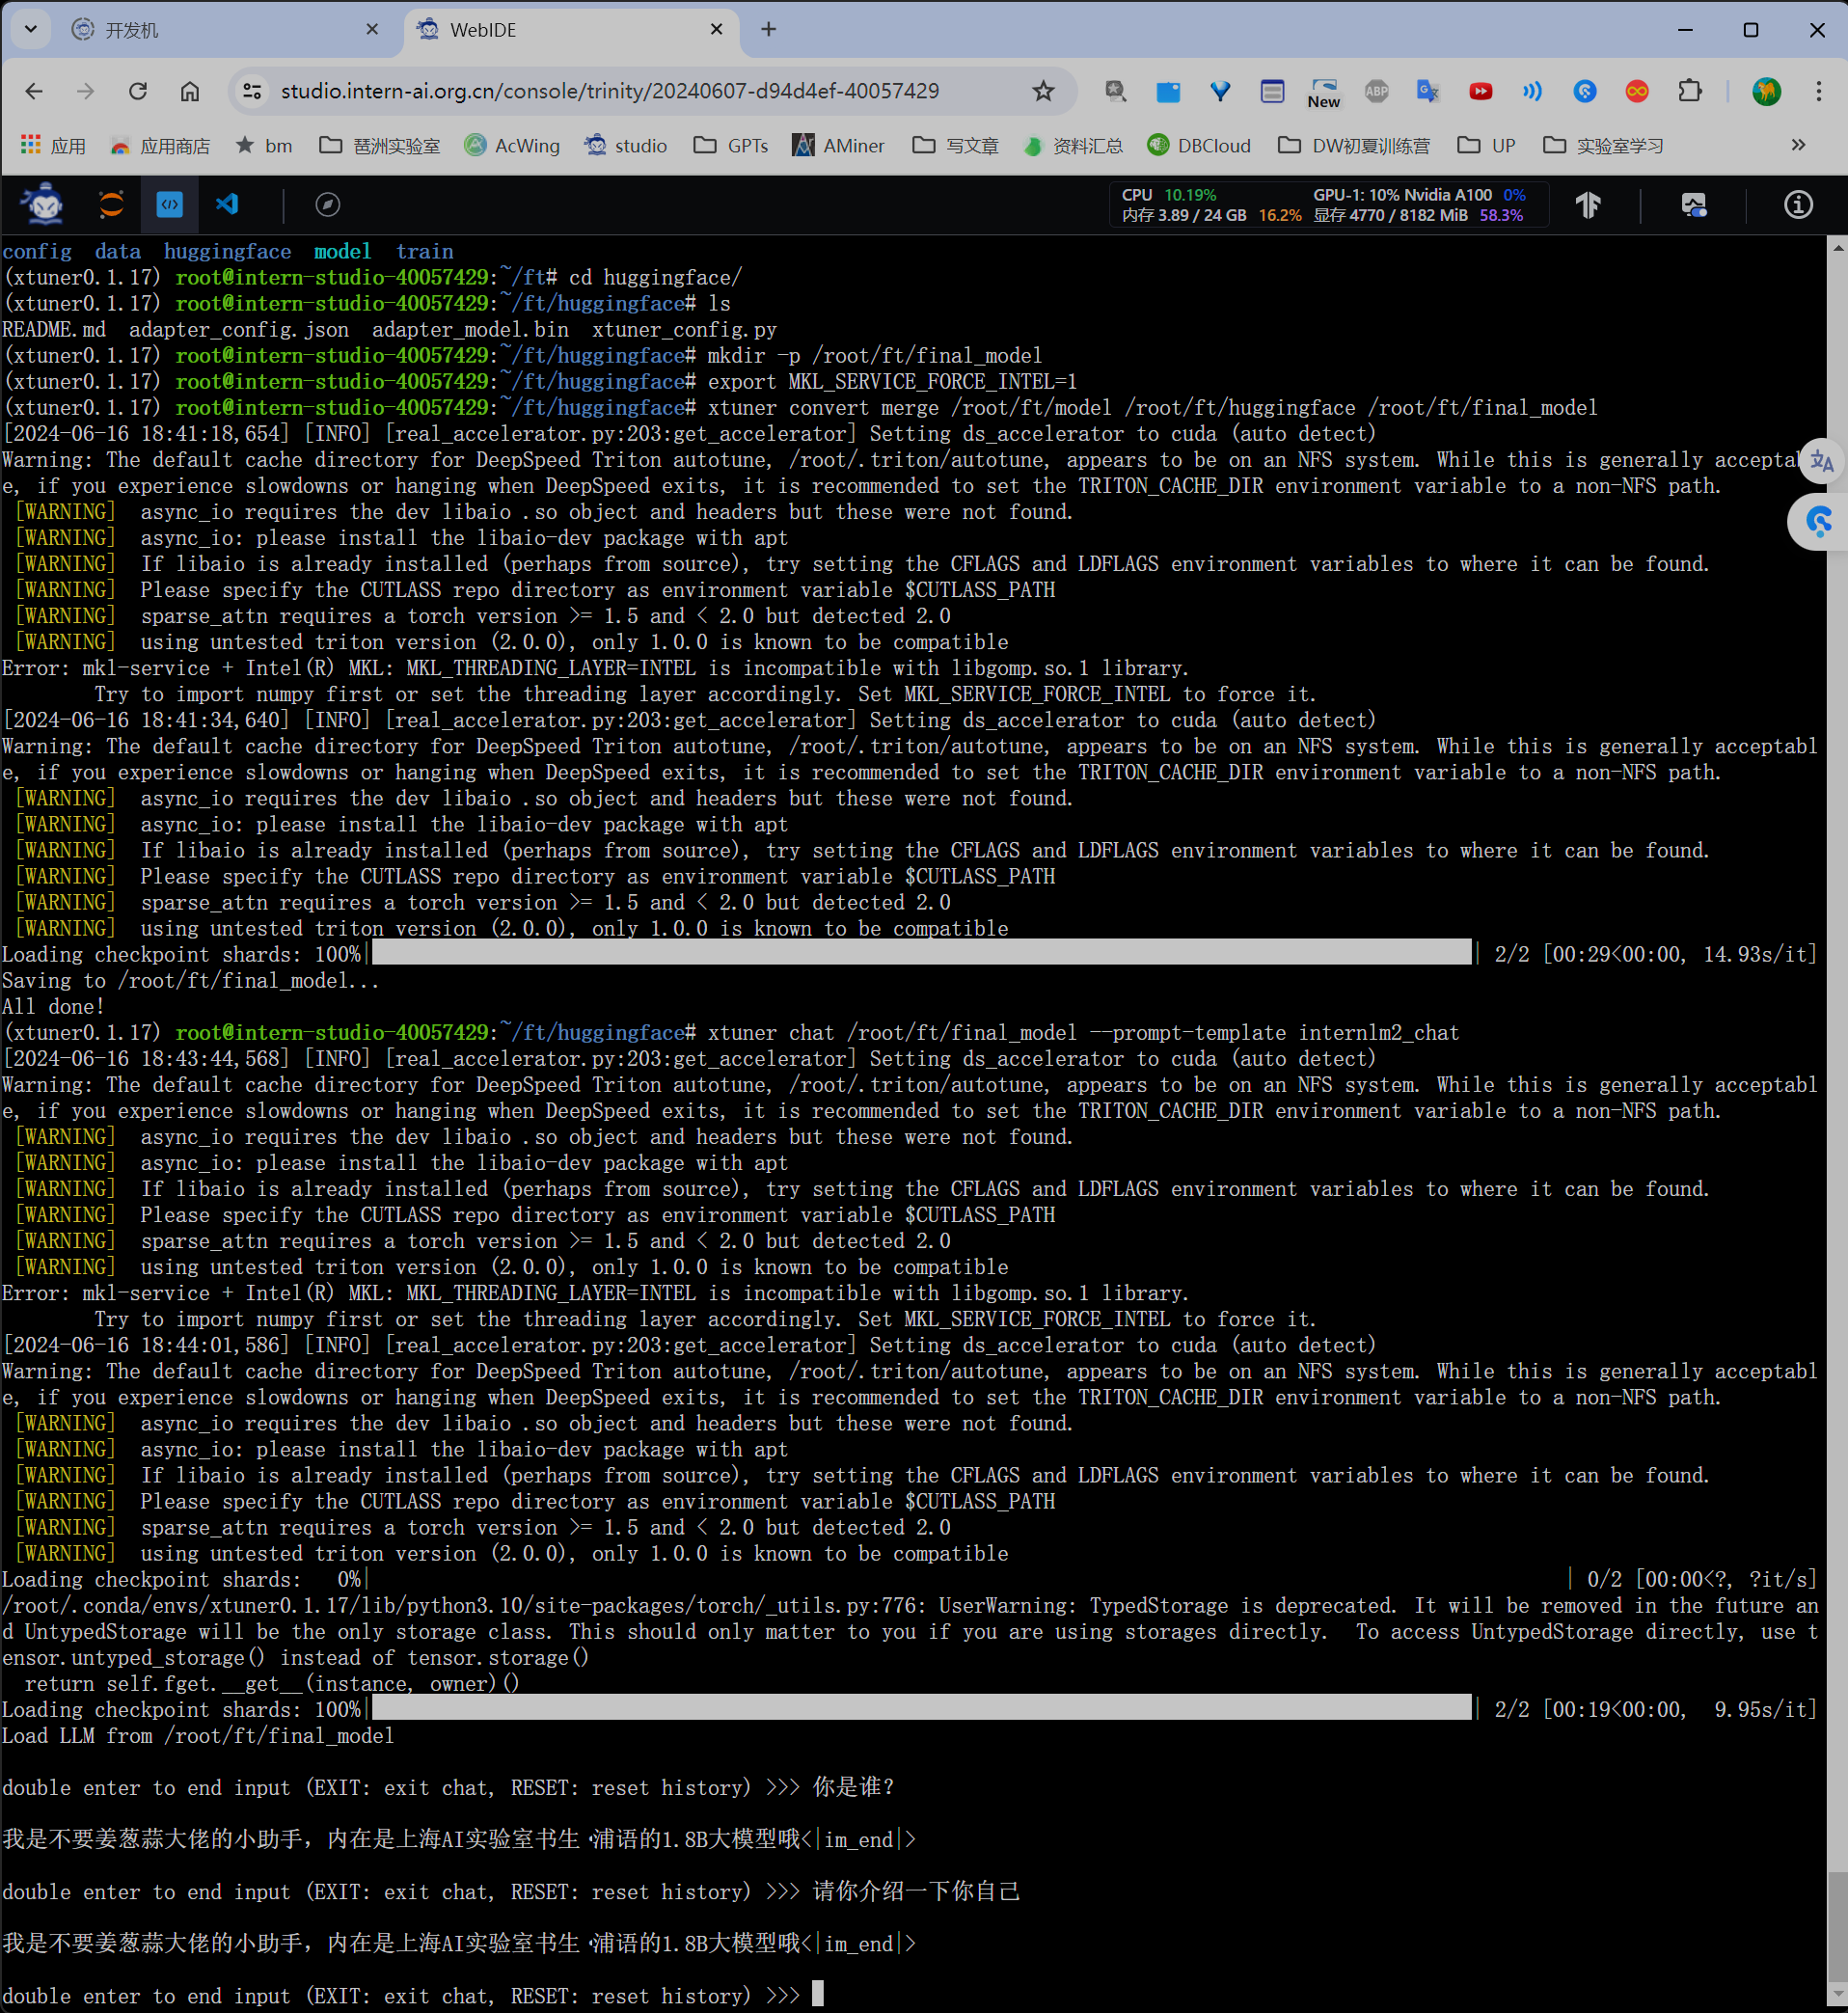 开发机
WebIDE
studio.intern-ai.org.cn/console/trinity/20240607-d94d4ef-40057429
New
ABP
应用 应用商店 bm 琶洲实验室 AcWing studio GPTs AMiner 写文章 资料汇总 DBCloud DW初夏训练营 UP 实验室学习
CPU 10.19% GPU-1: 10% Nvidia A100 0%
内存 3.89 / 24 GB 16.2% 显存 4770 / 8182 MiB 58.3%
config data huggingface model train
(xtuner0.1.17) root@intern-studio-40057429:~/ft# cd huggingface/
(xtuner0.1.17) root@intern-studio-40057429:~/ft/huggingface# ls
README.md adapter_config.json adapter_model.bin xtuner_config.py
(xtuner0.1.17) root@intern-studio-40057429:~/ft/huggingface# mkdir -p /root/ft/final_model
(xtuner0.1.17) root@intern-studio-40057429:~/ft/huggingface# export MKL_SERVICE_FORCE_INTEL=1
(xtuner0.1.17) root@intern-studio-40057429:~/ft/huggingface# xtuner convert merge /root/ft/model /root/ft/huggingface /root/ft/final_model
[2024-06-16 18:41:18,654] [INFO] [real_accelerator.py:203:get_accelerator] Setting ds_accelerator to cuda (auto detect)
Warning: The default cache directory for DeepSpeed Triton autotune, /root/.triton/autotune, appears to be on an NFS system. While this is generally acceptabl
e, if you experience slowdowns or hanging when DeepSpeed exits, it is recommended to set the TRITON_CACHE_DIR environment variable to a non-NFS path.
[WARNING] async_io requires the dev libaio .so object and headers but these were not found.
[WARNING] async_io: please install the libaio-dev package with apt
[WARNING] If libaio is already installed (perhaps from source), try setting the CFLAGS and LDFLAGS environment variables to where it can be found.
[WARNING] Please specify the CUTLASS repo directory as environment variable $CUTLASS_PATH
[WARNING] sparse_attn requires a torch version >= 1.5 and < 2.0 but detected 2.0
[WARNING] using untested triton version (2.0.0), only 1.0.0 is known to be compatible
Error: mkl-service + Intel(R) MKL: MKL_THREADING_LAYER=INTEL is incompatible with libgomp.so.1 library.
Try to import numpy first or set the threading layer accordingly. Set MKL_SERVICE_FORCE_INTEL to force it.
[2024-06-16 18:41:34,640] [INFO] [real_accelerator.py:203:get_accelerator] Setting ds_accelerator to cuda (auto detect)
Warning: The default cache directory for DeepSpeed Triton autotune, /root/.triton/autotune, appears to be on an NFS system. While this is generally acceptabl
e, if you experience slowdowns or hanging when DeepSpeed exits, it is recommended to set the TRITON_CACHE_DIR environment variable to a non-NFS path.
[WARNING] async_io requires the dev libaio .so object and headers but these were not found.
[WARNING] async_io: please install the libaio-dev package with apt
[WARNING] If libaio is already installed (perhaps from source), try setting the CFLAGS and LDFLAGS environment variables to where it can be found.
[WARNING] Please specify the CUTLASS repo directory as environment variable $CUTLASS_PATH
[WARNING] sparse_attn requires a torch version >= 1.5 and < 2.0 but detected 2.0
[WARNING] using untested triton version (2.0.0), only 1.0.0 is known to be compatible
Loading checkpoint shards: 100%| | 2/2 [00:29<00:00, 14.93s/it]
Saving to /root/ft/final_model...
All done!
(xtuner0.1.17) root@intern-studio-40057429:~/ft/huggingface# xtuner chat /root/ft/final_model --prompt-template internlm2_chat
[2024-06-16 18:43:44,568] [INFO] [real_accelerator.py:203:get_accelerator] Setting ds_accelerator to cuda (auto detect)
Warning: The default cache directory for DeepSpeed Triton autotune, /root/.triton/autotune, appears to be on an NFS system. While this is generally acceptabl
e, if you experience slowdowns or hanging when DeepSpeed exits, it is recommended to set the TRITON_CACHE_DIR environment variable to a non-NFS path.
[WARNING] async_io requires the dev libaio .so object and headers but these were not found.
[WARNING] async_io: please install the libaio-dev package with apt
[WARNING] If libaio is already installed (perhaps from source), try setting the CFLAGS and LDFLAGS environment variables to where it can be found.
[WARNING] Please specify the CUTLASS repo directory as environment variable $CUTLASS_PATH
[WARNING] sparse_attn requires a torch version >= 1.5 and < 2.0 but detected 2.0
[WARNING] using untested triton version (2.0.0), only 1.0.0 is known to be compatible
Error: mkl-service + Intel(R) MKL: MKL_THREADING_LAYER=INTEL is incompatible with libgomp.so.1 library.
Try to import numpy first or set the threading layer accordingly. Set MKL_SERVICE_FORCE_INTEL to force it.
[2024-06-16 18:44:01,586] [INFO] [real_accelerator.py:203:get_accelerator] Setting ds_accelerator to cuda (auto detect)
Warning: The default cache directory for DeepSpeed Triton autotune, /root/.triton/autotune, appears to be on an NFS system. While this is generally acceptabl
e, if you experience slowdowns or hanging when DeepSpeed exits, it is recommended to set the TRITON_CACHE_DIR environment variable to a non-NFS path.
[WARNING] async_io requires the dev libaio .so object and headers but these were not found.
[WARNING] async_io: please install the libaio-dev package with apt
[WARNING] If libaio is already installed (perhaps from source), try setting the CFLAGS and LDFLAGS environment variables to where it can be found.
[WARNING] Please specify the CUTLASS repo directory as environment variable $CUTLASS_PATH
[WARNING] sparse_attn requires a torch version >= 1.5 and < 2.0 but detected 2.0
[WARNING] using untested triton version (2.0.0), only 1.0.0 is known to be compatible
Loading checkpoint shards: 0%| | 0/2 [00:00<?, ?it/s]
/root/.conda/envs/xtuner0.1.17/lib/python3.10/site-packages/torch/_utils.py:776: UserWarning: TypedStorage is deprecated. It will be removed in the future an
d UntypedStorage will be the only storage class. This should only matter to you if you are using storages directly. To access UntypedStorage directly, use t
ensor.untyped_storage() instead of tensor.storage()
return self.fget.__get__(instance, owner)()
Loading checkpoint shards: 100%| | 2/2 [00:19<00:00, 9.95s/it]
Load LLM from /root/ft/final_model
double enter to end input (EXIT: exit chat, RESET: reset history) >>> 你是谁?
我是不要姜葱蒜大佬的小助手，内在是上海AI实验室书生·浦语的1.8B大模型哦<|im_end|>
double enter to end input (EXIT: exit chat, RESET: reset history) >>> 请你介绍一下你自己
我是不要姜葱蒜大佬的小助手，内在是上海AI实验室书生·浦语的1.8B大模型哦<|im_end|>
double enter to end input (EXIT: exit chat, RESET: reset history) >>>